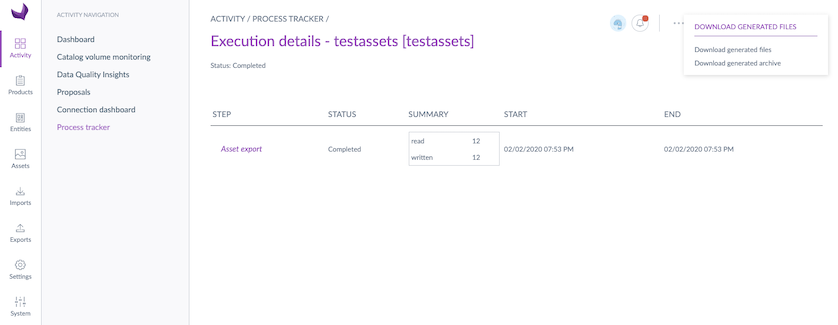 Activity
Products
Entities
Assets
Imports
Exports
Settings
System
ACTIVITY NAVIGATION
Dashboard
Catalog volume monitoring
Data Quality Insights
Proposals
Connection dashboard
Process tracker
ACTIVITY / PROCESS TRACKER /
Execution details - testassets [testassets]
Status: Completed
DOWNLOAD GENERATED FILES
Download generated files
Download generated archive
STEP STATUS SUMMARY START END
Asset export Completed read 12 02/02/2020 07:53 PM 02/02/2020 07:53 PM
written 12